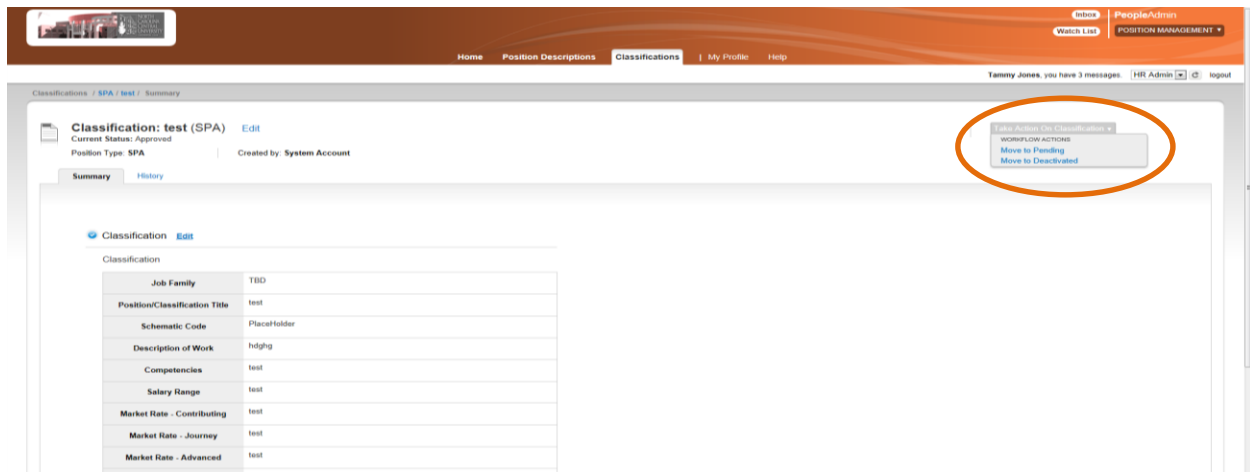 NORTH CAROLINA CENTRAL UNIVERSITY
Inbox PeopleAdmin
Watch List POSITION MANAGEMENT
Home Position Descriptions Classifications | My Profile Help
Tammy Jones, you have 3 messages. HR Admin logout
Classifications / SPA / test / Summary
Classification: test (SPA) Edit
Take Action On Classification
Current Status: Approved
WORKFLOW ACTIONS
Position Type: SPA Created by: System Account
Move to Pending
Move to Deactivated
Summary History
Classification Edit
Classification
Job Family TBD
Position/Classification Title test
Schematic Code PlaceHolder
Description of Work hdghg
Competencies test
Salary Range test
Market Rate - Contributing test
Market Rate - Journey test
Market Rate - Advanced test